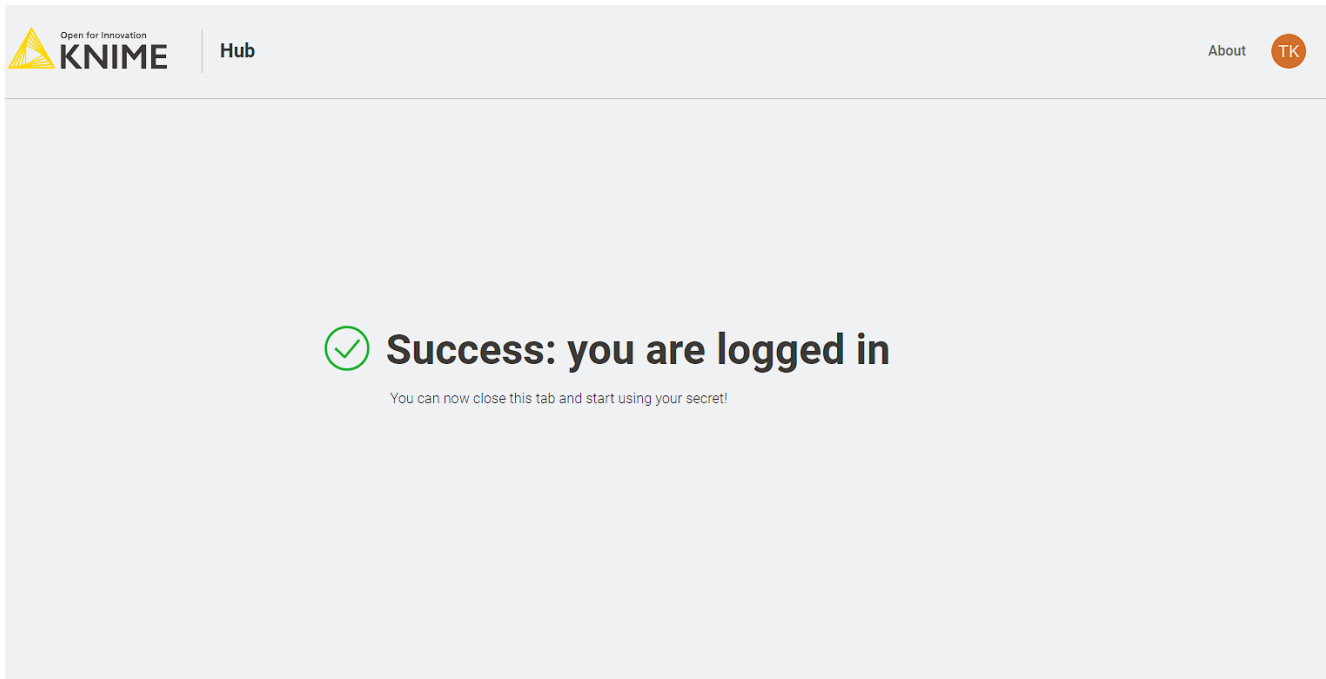 Open for Innovation
KNIME
Hub
About
TK
Success: you are logged in
You can now close this tab and start using your secret!